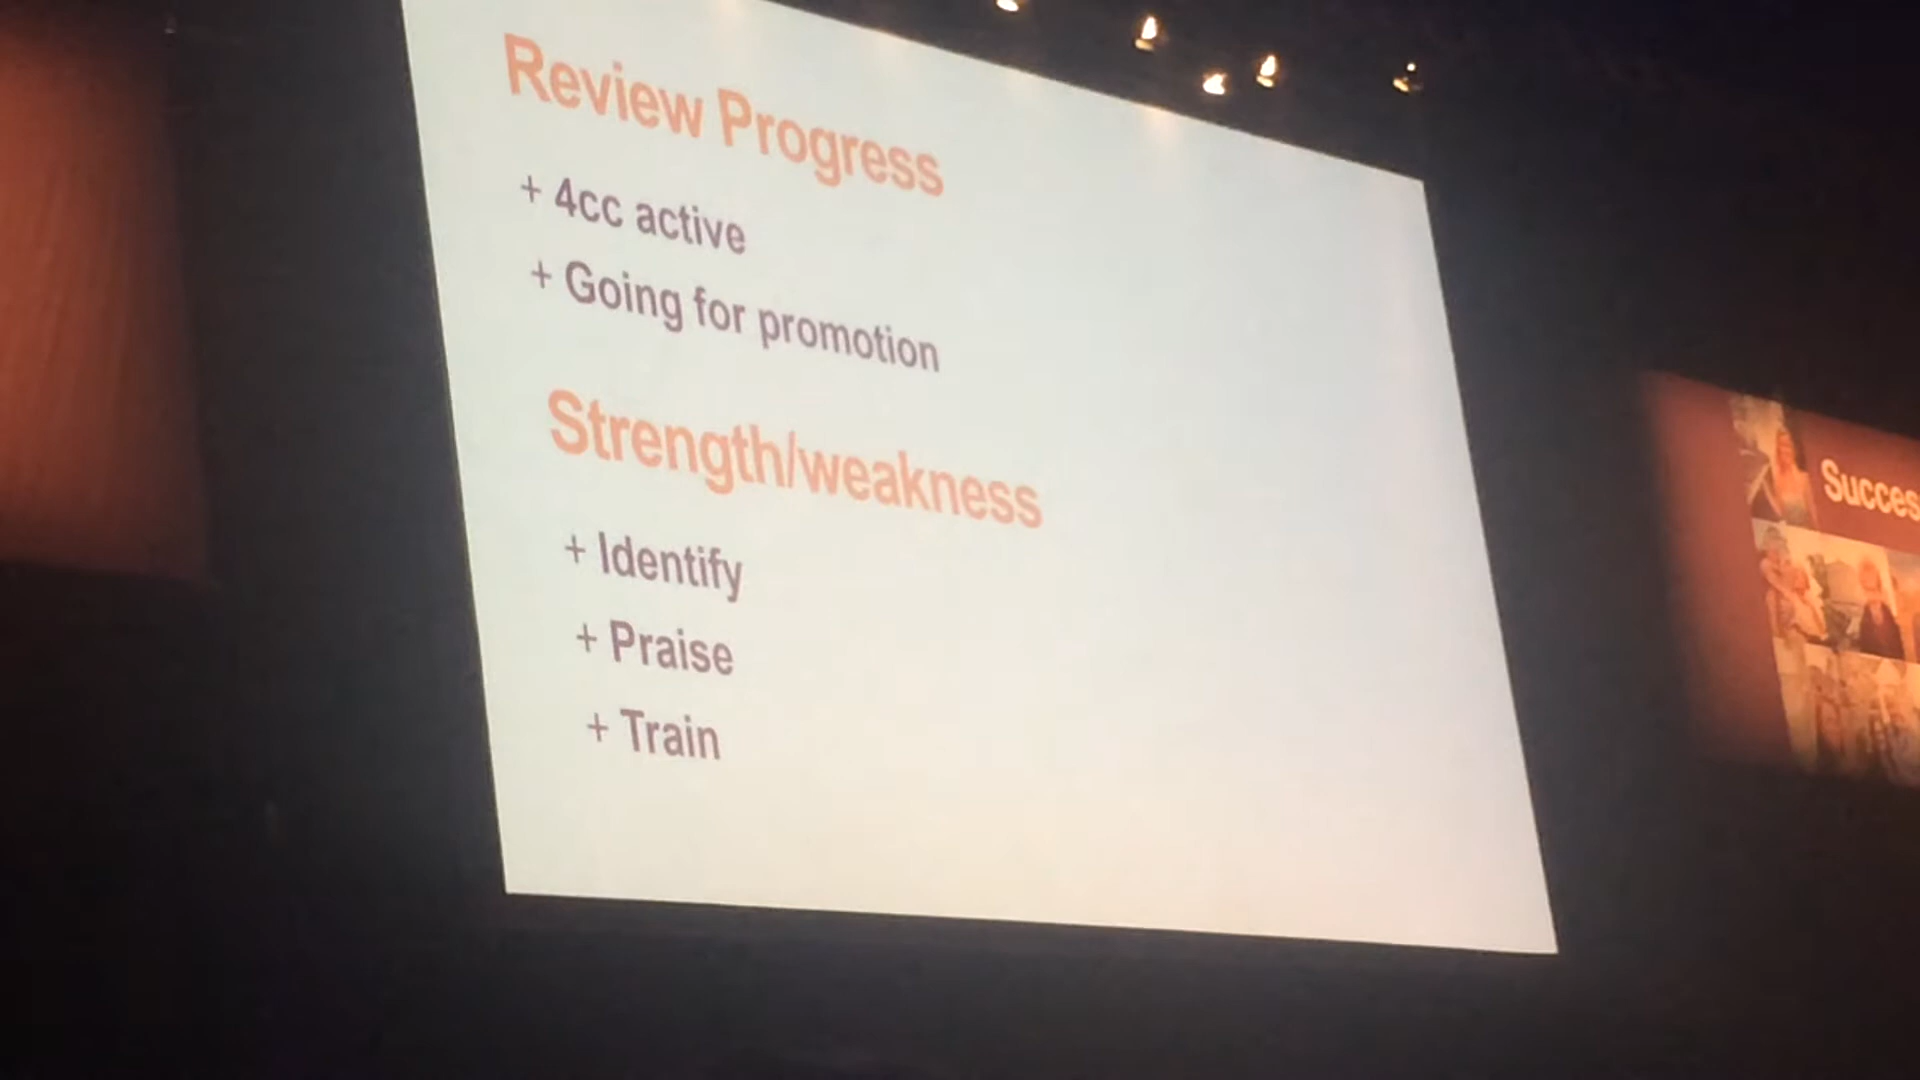 Review Progress
+ 4cc active
+ Going for promotion
Strength/weakness
+ Identify
+ Praise
+ Train
Succes